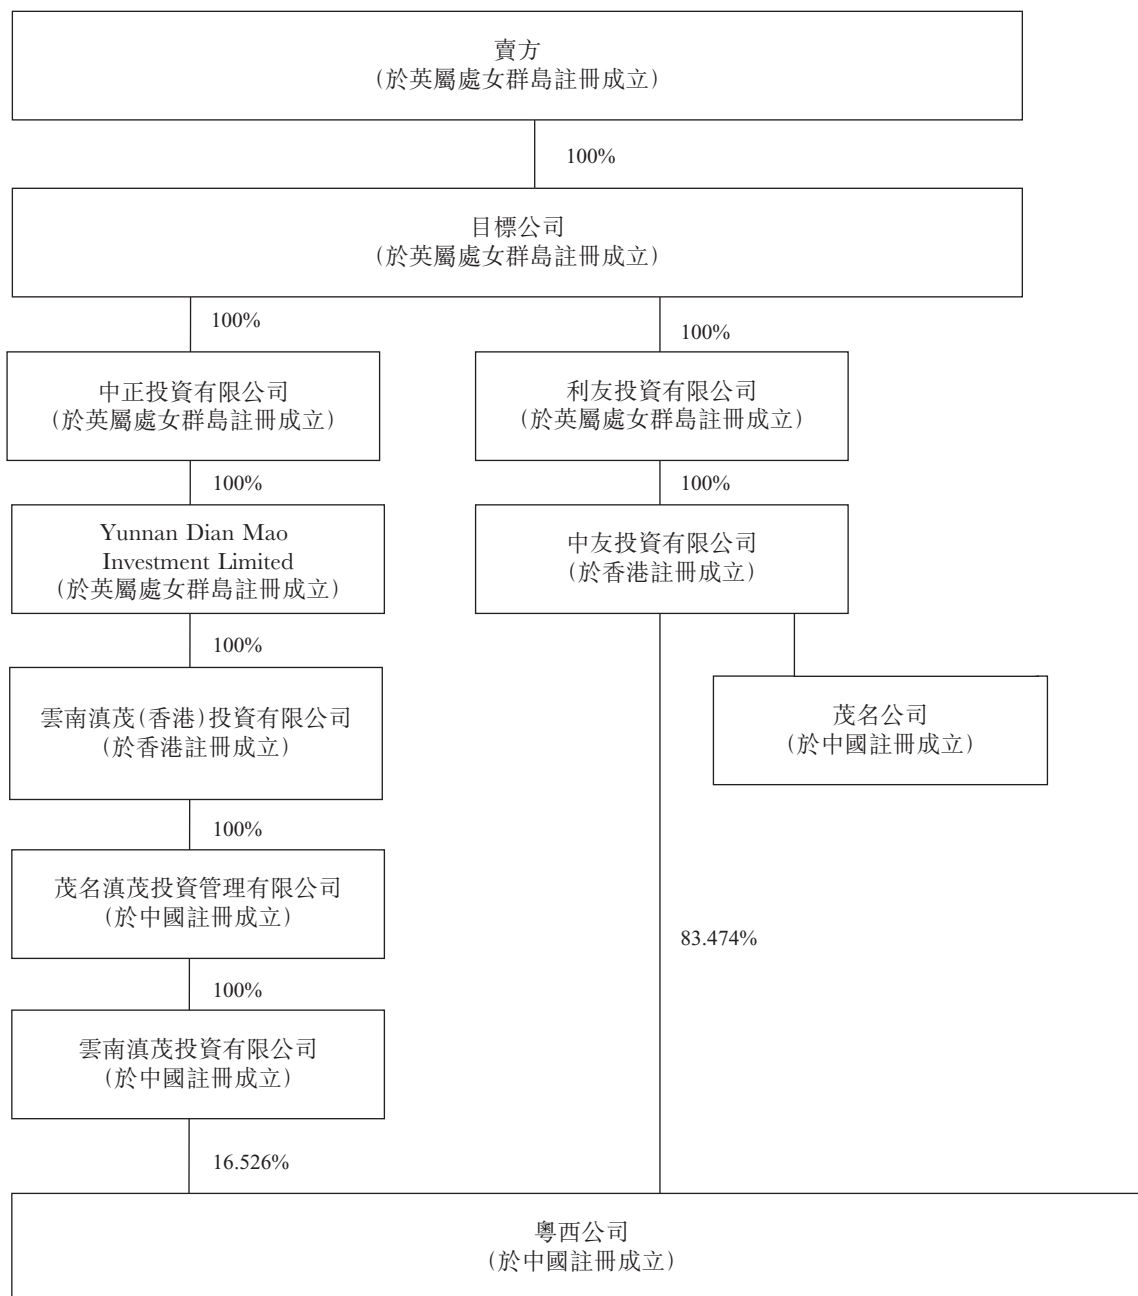 賣方
(於英屬處女群島註冊成立)
100%
目標公司
(於英屬處女群島註冊成立)
100%
100%
中正投資有限公司
(於英屬處女群島註冊成立)
利友投資有限公司
(於英屬處女群島註冊成立)
100%
100%
Yunnan Dian Mao
Investment Limited
(於英屬處女群島註冊成立)
中友投資有限公司
(於香港註冊成立)
100%
雲南滇茂(香港)投資有限公司
(於香港註冊成立)
茂名公司
(於中國註冊成立)
100%
茂名滇茂投資管理有限公司
(於中國註冊成立)
83.474%
100%
雲南滇茂投資有限公司
(於中國註冊成立)
16.526%
粵西公司
(於中國註冊成立)